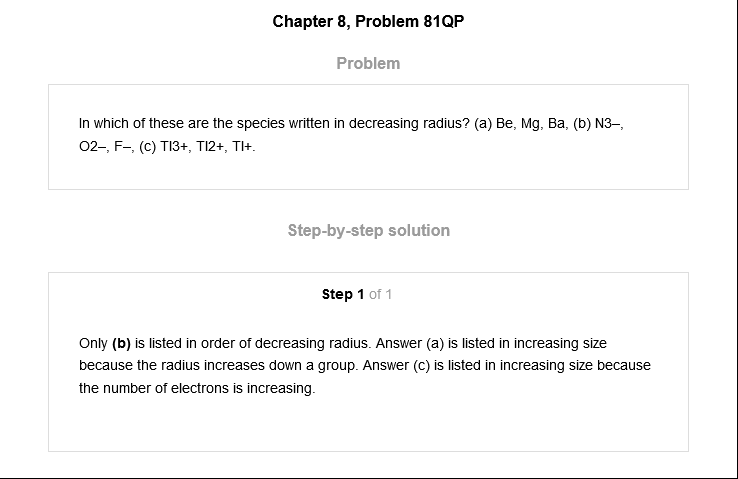 Chapter 8, Problem 81QP
Problem
In which of these are the species written in decreasing radius? (a) Be, Mg, Ba, (b) N3–,
O2–, F–, (c) TI3+, TI2+, TI+.
Step-by-step solution
Step 1 of 1
Only (b) is listed in order of decreasing radius. Answer (a) is listed in increasing size
because the radius increases down a group. Answer (c) is listed in increasing size because
the number of electrons is increasing.